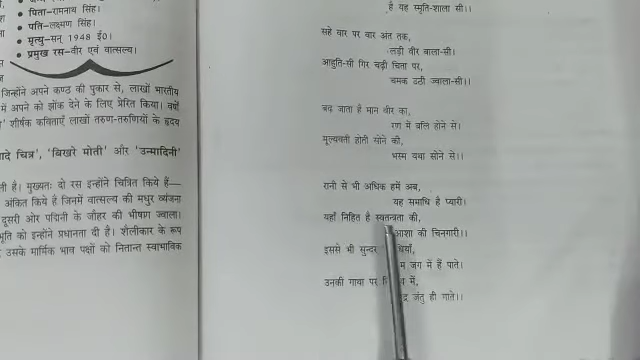 पिता–रामनाथ सिंह।
पति–लक्ष्मण सिंह।
मृत्यु–सन् 1948 ई०।
प्रमुख रस–वीर एवं वात्सल्य।
जिन्होंने अपने कण्ठ की पुकार से, लाखों भारतीय
में अपने को झोंक देने के लिए प्रेरित किया। वर्षों
शीर्षक कविताएँ लाखों तरुण-तरुणियों के हृदय
चित्र', 'बिखरे मोती' और 'उन्मादिनी'
ती है। मुख्यतः दो रस इन्होंने चित्रित किये हैं—
अंकित किये है जिनमें वात्सल्य की मधुर व्यंजना
दूसरी ओर पद्मिनी के जौहर की भीषण ज्वाला।
भूति को इन्होंने प्रधानता दी है। शैलीकार के रूप
उसके मार्मिक भाव पक्षों को नितान्त स्वाभाविक
है यह स्मृति-शाला सी।।
सहे वार पर वार अंत तक,
लड़ी वीर बाला-सी।
आहुति-सी गिर चढ़ी चिता पर,
चमक उठी ज्वाला-सी।।
बढ़ जाता है मान वीर का,
रण में बलि होने से।
मूल्यवती होती सोने की,
भस्म यथा सोने से।।
रानी से भी अधिक हमें अब,
यह समाधि है प्यारी।
यहाँ निहित है स्वतन्त्रता की,
आशा की चिनगारी।।
इससे भी सुन्दर
जग में हैं पाते।
उनकी गाथा पर में,
जंतु ही गाते।।